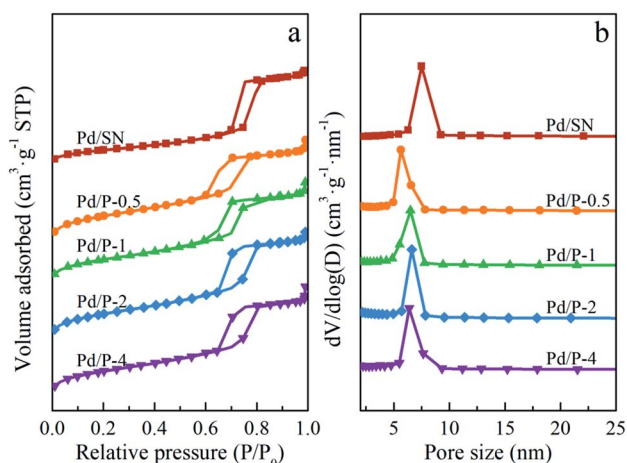 a
Pd/SN
Pd/P-0.5
Pd/P-1
Pd/P-2
Pd/P-4
Volume adsorbed (cm³·g⁻¹ STP)
0.0 0.2 0.4 0.6 0.8 1.0
Relative pressure (P/P₀)
b
Pd/SN
Pd/P-0.5
Pd/P-1
Pd/P-2
Pd/P-4
dV/dlog(D) (cm³·g⁻¹·nm⁻¹)
5 10 15 20 25
Pore size (nm)